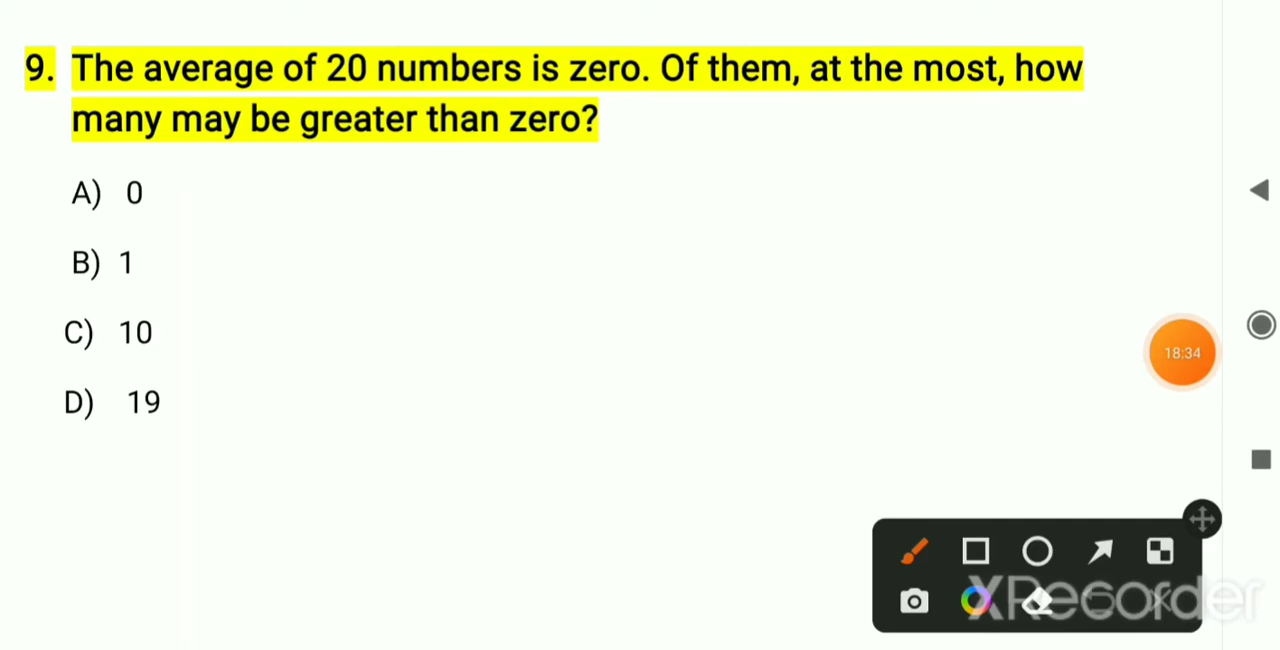 9. The average of 20 numbers is zero. Of them, at the most, how
many may be greater than zero?
A) 0
B) 1
C) 10
D) 19
18:34
XRecorder